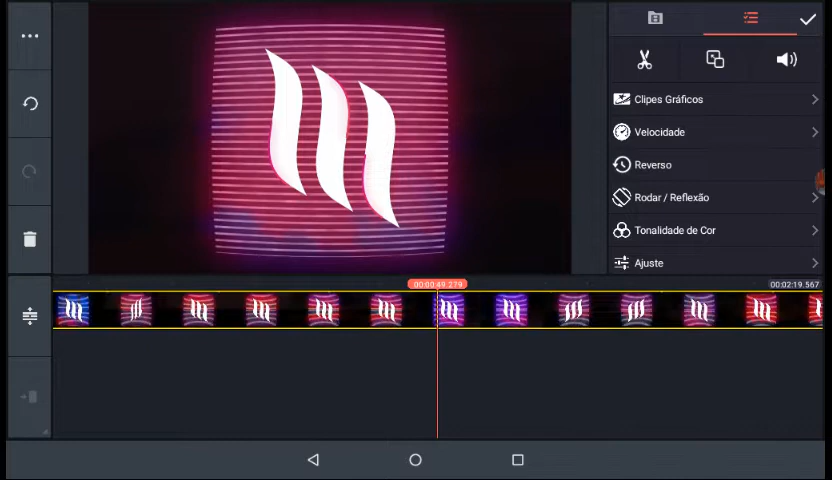 Clipes Gráficos
Velocidade
Reverso
Rodar / Reflexão
Tonalidade de Cor
Ajuste
00:00:49.279
00:02:19.567